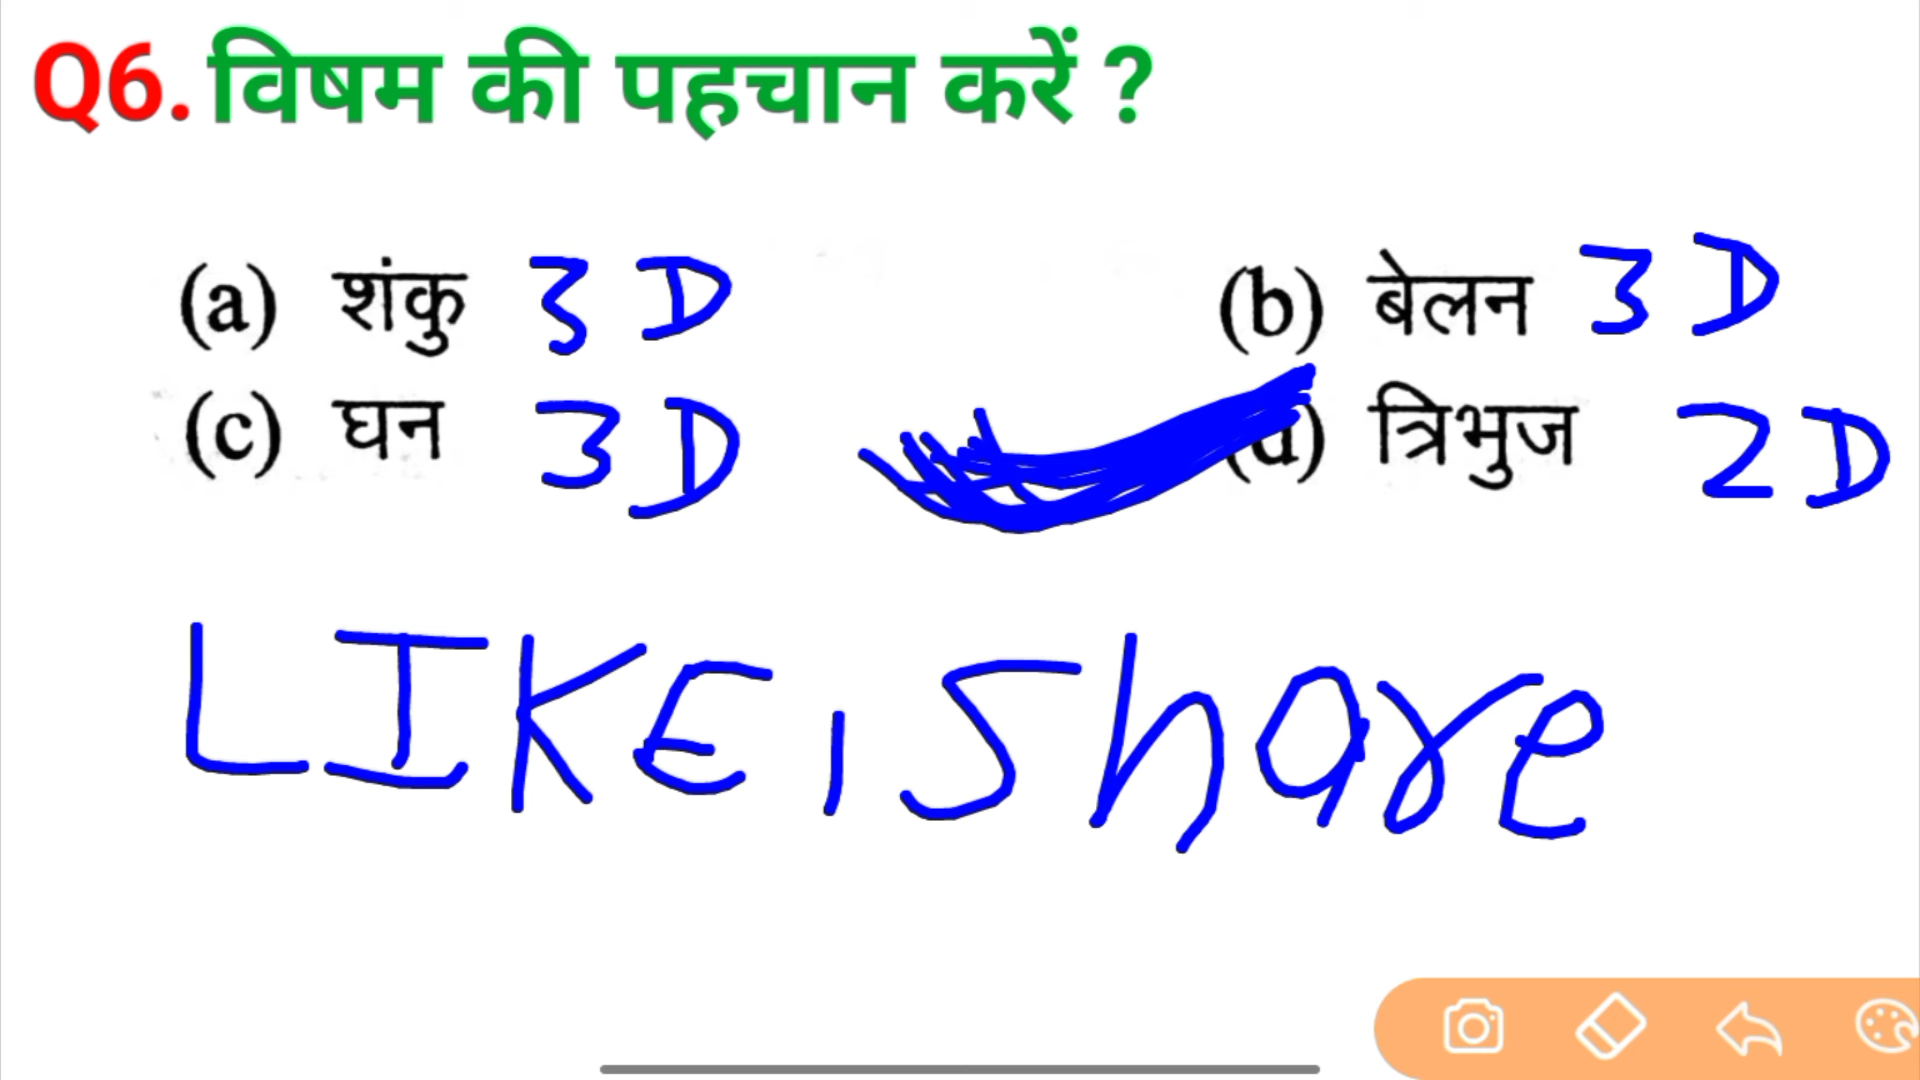 Q6. विषम की पहचान करें ?
(a) शंकु 3D (b) बेलन 3D
(c) घन 3D (d) त्रिभुज 2D
LIKE, Share